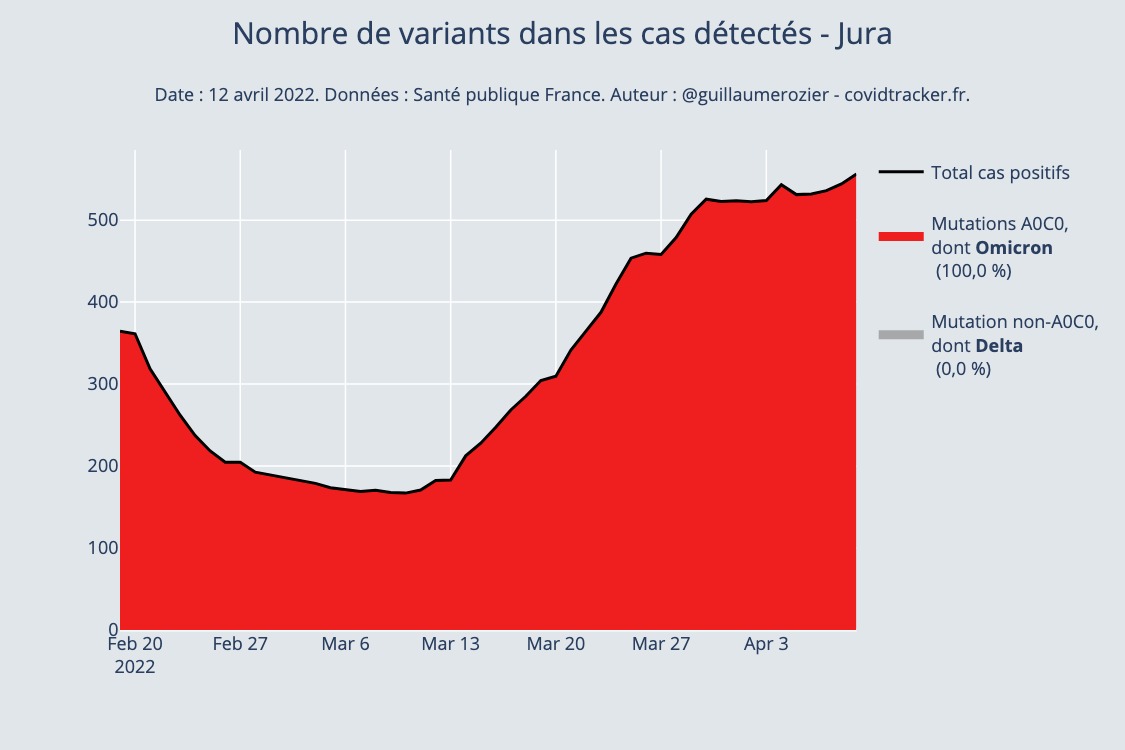 Nombre de variants dans les cas détectés - Jura
Date : 12 avril 2022. Données : Santé publique France. Auteur : @guillaumerozier - covidtracker.fr.
Total cas positifs
Mutations A0C0,
dont Omicron
(100,0 %)
Mutation non-A0C0,
dont Delta
(0,0 %)
500
400
300
200
100
0
Feb 20
2022
Feb 27
Mar 6
Mar 13
Mar 20
Mar 27
Apr 3